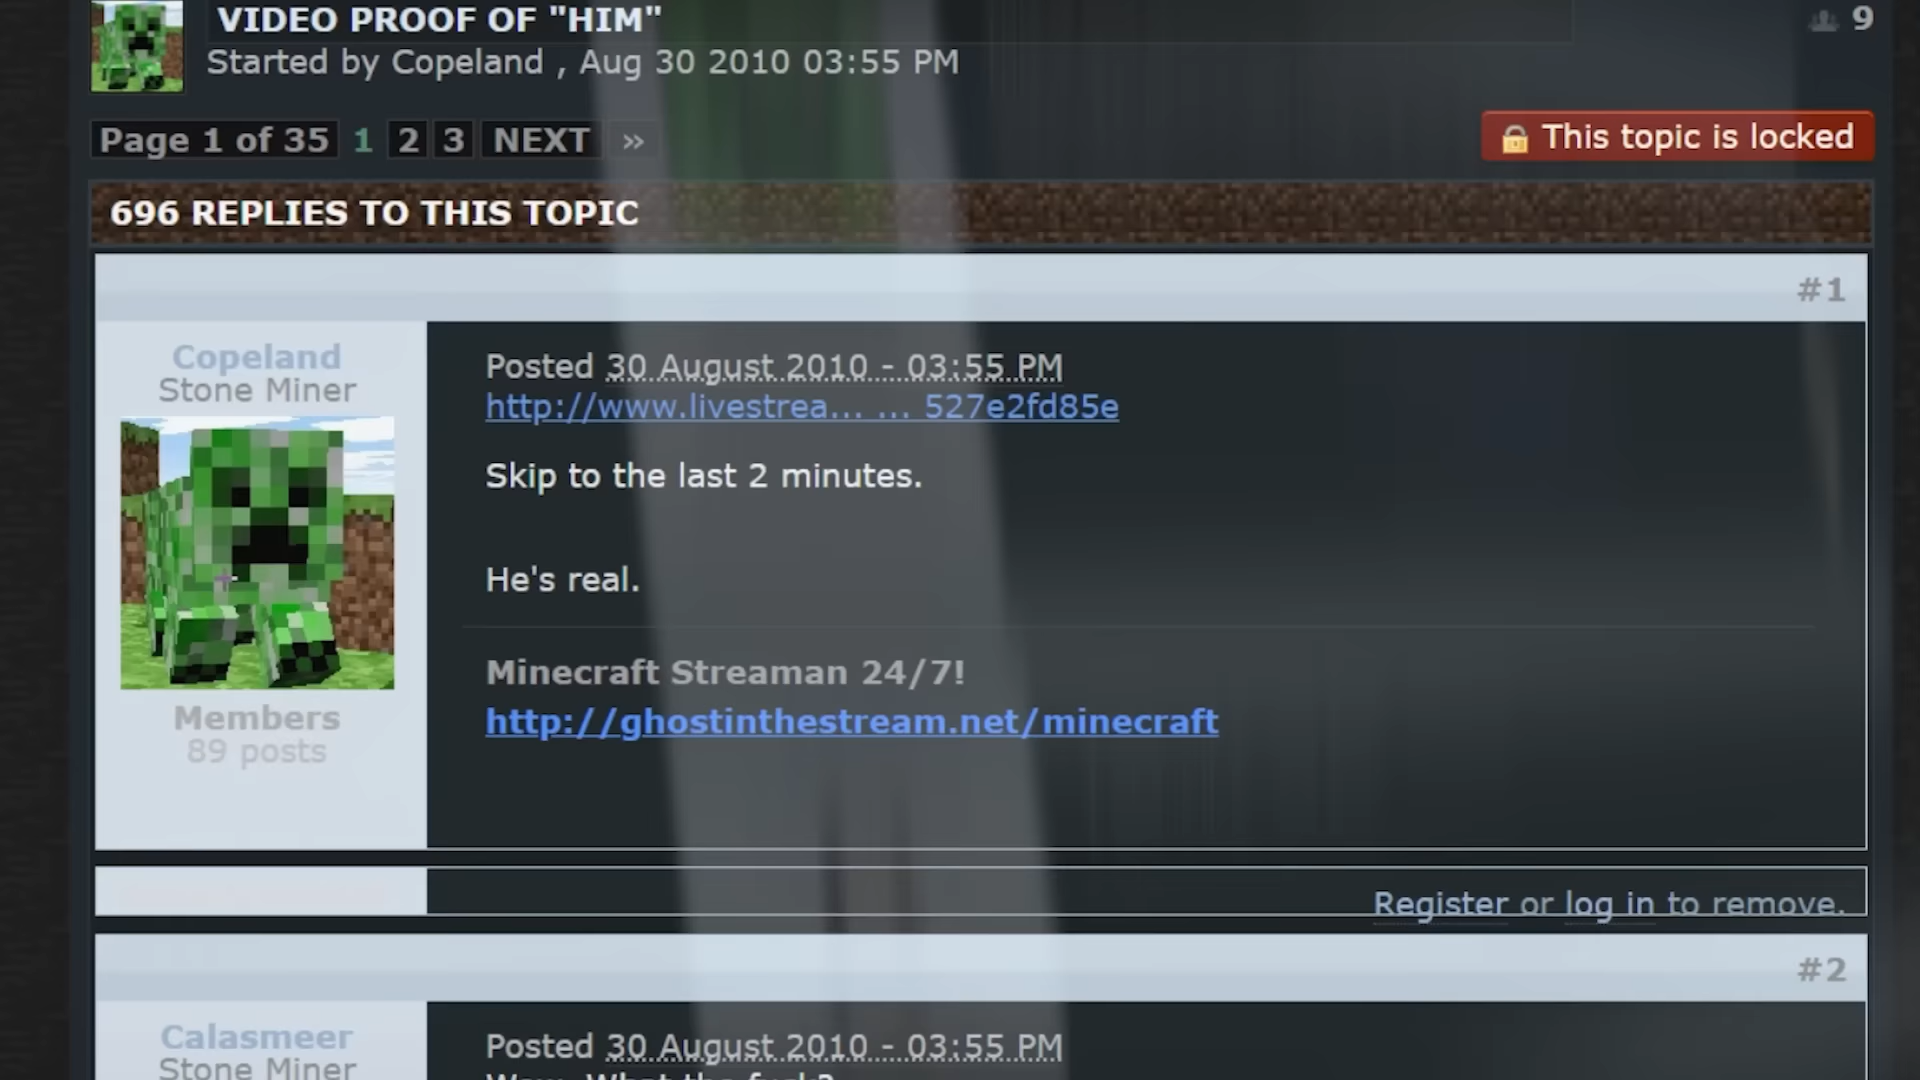 VIDEO PROOF OF "HIM"
9
Started by Copeland , Aug 30 2010 03:55 PM
Page 1 of 35 1 2 3 NEXT »
This topic is locked
696 REPLIES TO THIS TOPIC
#1
Copeland
Stone Miner
Members
89 posts
Posted 30 August 2010 - 03:55 PM
http://www.livestrea... ... 527e2fd85e
Skip to the last 2 minutes.
He's real.
Minecraft Streaman 24/7!
http://ghostinthestream.net/minecraft
Register or log in to remove.
#2
Calasmeer
Stone Miner
Posted 30 August 2010 - 03:55 PM